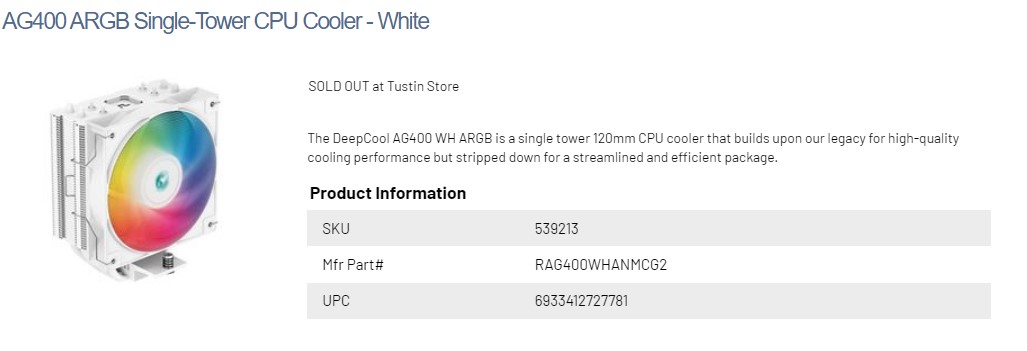 AG400 ARGB Single-Tower CPU Cooler - White
SOLD OUT at Tustin Store
The DeepCool AG400 WH ARGB is a single tower 120mm CPU cooler that builds upon our legacy for high-quality
cooling performance but stripped down for a streamlined and efficient package.
Product Information
SKU 539213
Mfr Part# RAG400WHANMCG2
UPC 6933412727781